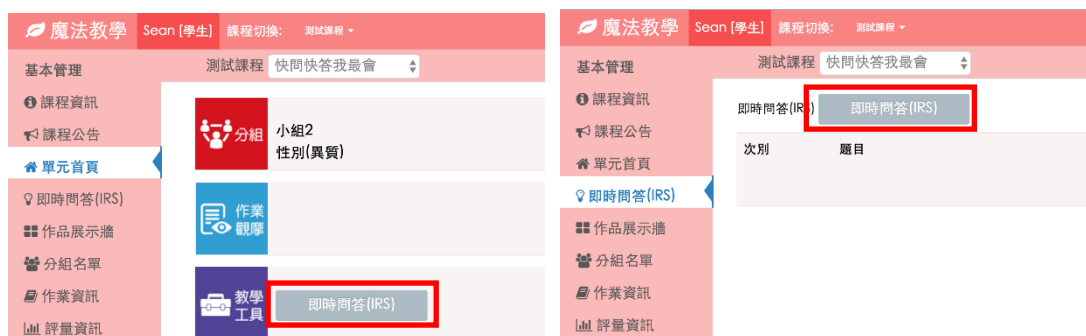 魔法教學 Sean [學生] 課程切換: 測試課程
基本管理
測試課程 快問快答我最會
課程資訊
課程公告
單元首頁
即時問答(IRS)
作品展示牆
分組名單
作業資訊
評量資訊
分組
小組2
性別(異質)
作業
觀摩
教學
工具
即時問答(IRS)
魔法教學 Sean [學生] 課程切換: 測試課程
基本管理
測試課程 快問快答我最會
課程資訊
課程公告
單元首頁
即時問答(IRS)
作品展示牆
分組名單
作業資訊
評量資訊
即時問答(IRS) 即時問答(IRS)
次別 題目